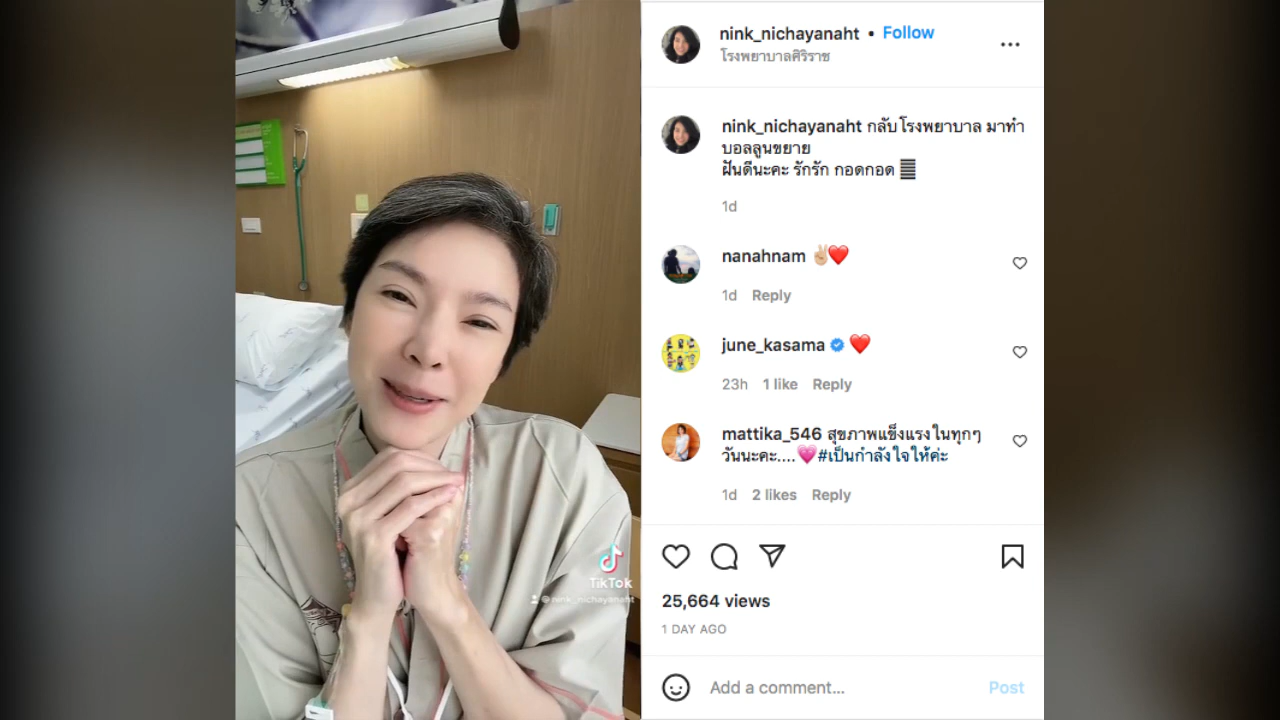 nink_nichayanaht • Follow
โรงพยาบาลศิริราช
nink_nichayanaht กลับโรงพยาบาล มาทำ
บอลลูนขยาย
ฝันดีนะคะ รักรัก กอดกอด
1d
nanahnam ✌🏼❤️
1d Reply
june_kasama ❤️
23h 1 like Reply
mattika_546 สุขภาพแข็งแรงในทุกๆ
วันนะคะ....💗#เป็นกำลังใจให้ค่ะ
1d 2 likes Reply
25,664 views
1 DAY AGO
Add a comment... Post
TikTok
@nink_nichayanaht